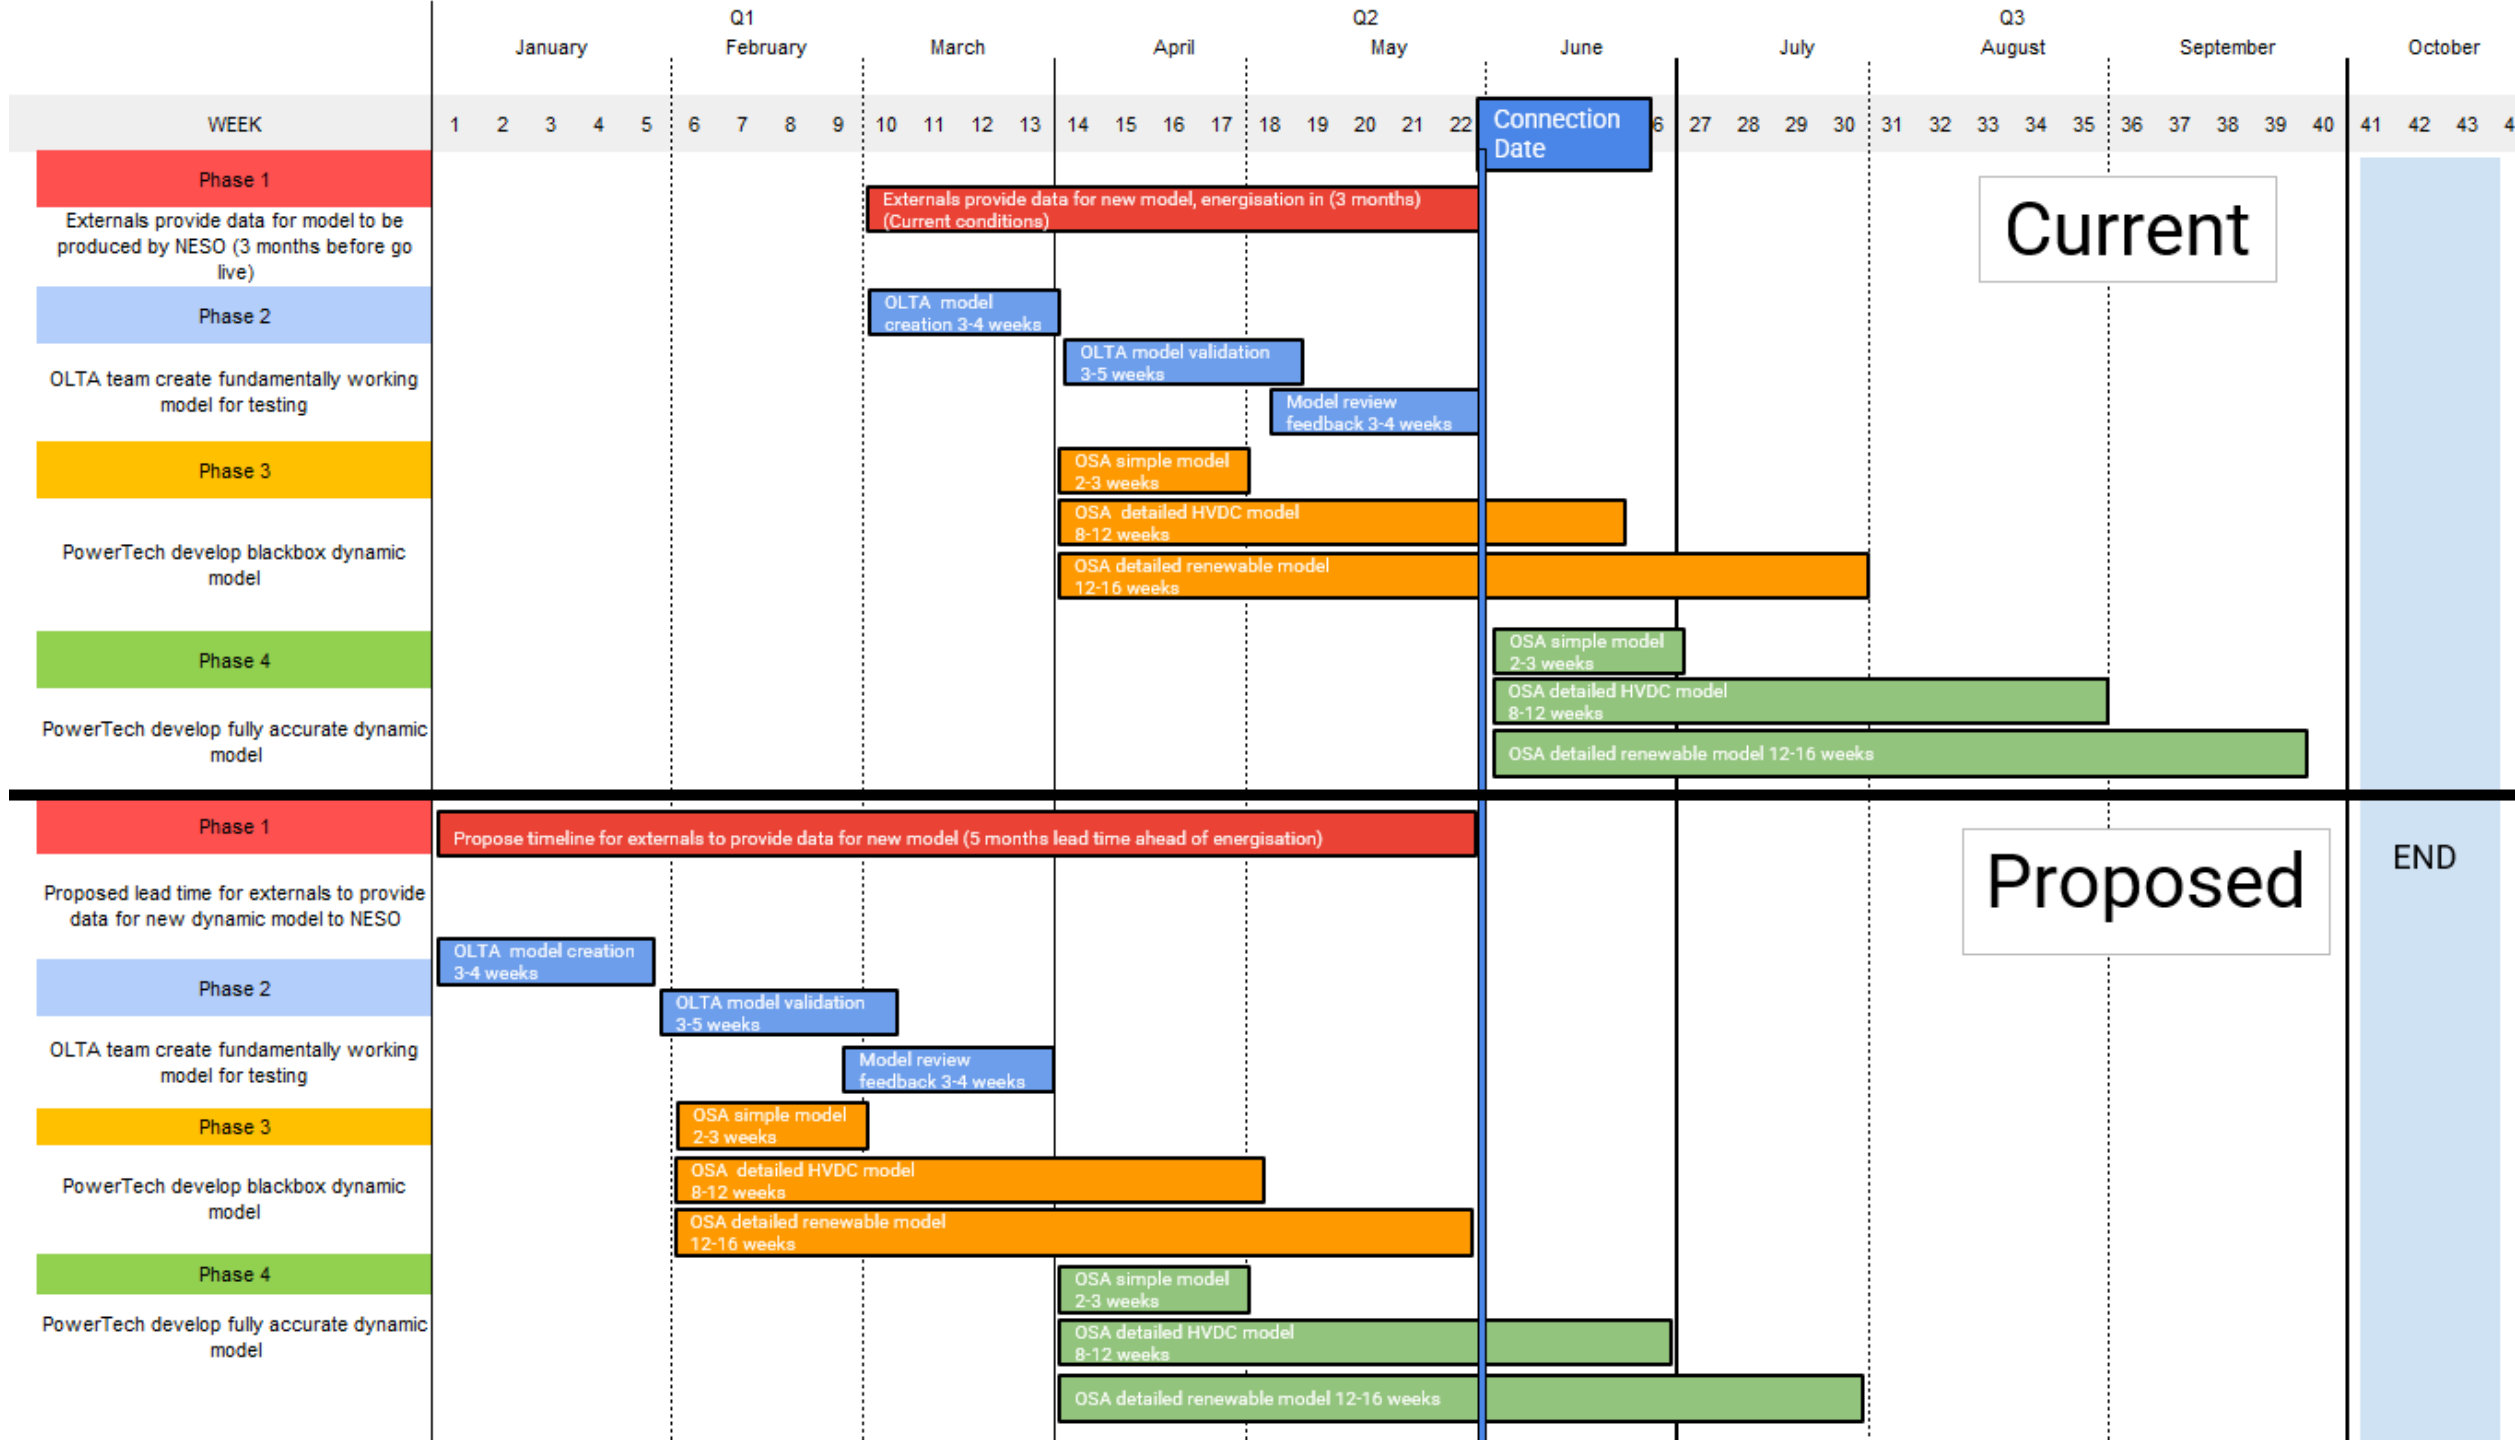 Q1 Q2 Q3
January February March April May June July August September October
WEEK 1 2 3 4 5 6 7 8 9 10 11 12 13 14 15 16 17 18 19 20 21 22 6 27 28 29 30 31 32 33 34 35 36 37 38 39 40 41 42 43 4
Connection
Date
Current
Phase 1
Externals provide data for model to be
produced by NESO (3 months before go
live)
Externals provide data for new model, energisation in (3 months)
(Current conditions)
Phase 2
OLTA team create fundamentally working
model for testing
OLTA  model
creation 3-4 weeks
OLTA model validation
3-5 weeks
Model review
feedback 3-4 weeks
Phase 3
PowerTech develop blackbox dynamic
model
OSA simple model
2-3 weeks
OSA  detailed HVDC model
8-12 weeks
OSA detailed renewable model
12-16 weeks
Phase 4
PowerTech develop fully accurate dynamic
model
OSA simple model
2-3 weeks
OSA detailed HVDC model
8-12 weeks
OSA detailed renewable model 12-16 weeks
Proposed
END
Phase 1
Proposed lead time for externals to provide
data for new dynamic model to NESO
Propose timeline for externals to provide data for new model (5 months lead time ahead of energisation)
Phase 2
OLTA team create fundamentally working
model for testing
OLTA  model creation
3-4 weeks
OLTA model validation
3-5 weeks
Model review
feedback 3-4 weeks
Phase 3
PowerTech develop blackbox dynamic
model
OSA simple model
2-3 weeks
OSA  detailed HVDC model
8-12 weeks
OSA detailed renewable model
12-16 weeks
Phase 4
PowerTech develop fully accurate dynamic
model
OSA simple model
2-3 weeks
OSA detailed HVDC model
8-12 weeks
OSA detailed renewable model 12-16 weeks